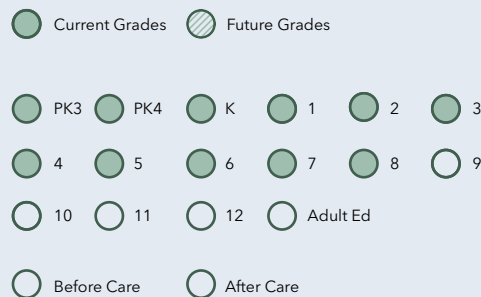 Current Grades Future Grades
PK3 PK4 K 1 2 3
4 5 6 7 8 9
10 11 12 Adult Ed
Before Care After Care